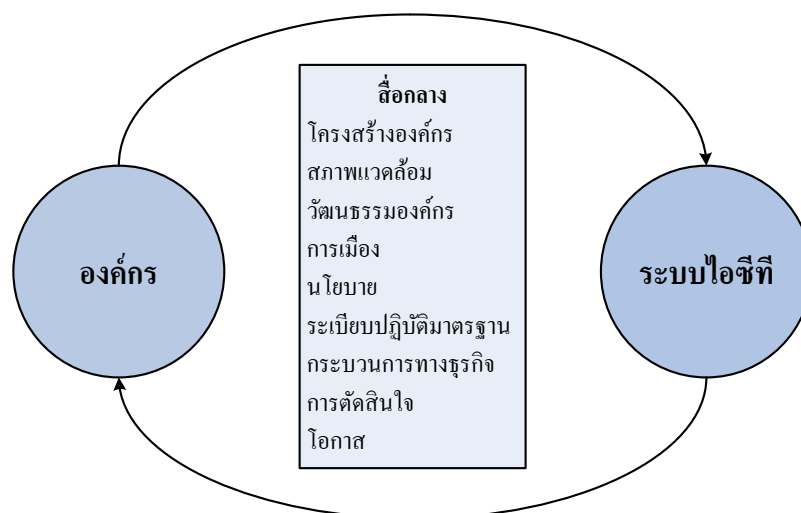 สื่อกลาง
โครงสร้างองค์กร
สภาพแวดล้อม
วัฒนธรรมองค์กร
การเมือง
นโยบาย
ระเบียบปฏิบัติมาตรฐาน
กระบวนการทางธุรกิจ
การตัดสินใจ
โอกาส
องค์กร
ระบบไอซีที